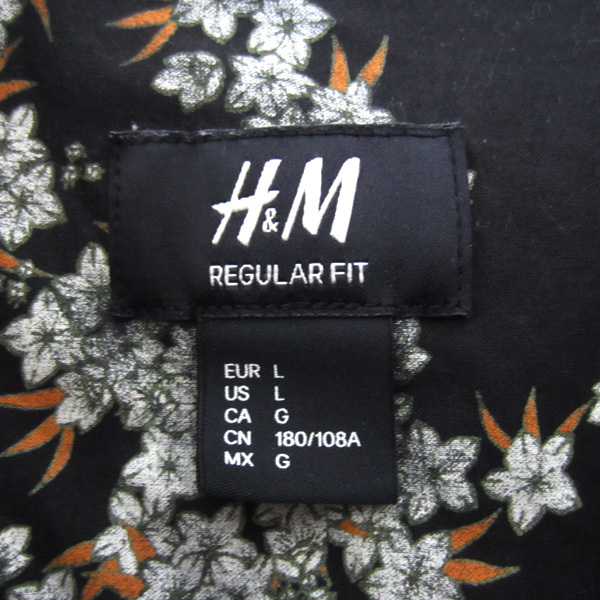 H&M
REGULAR FIT
EUR L
US L
CA G
CN 180/108A
MX G